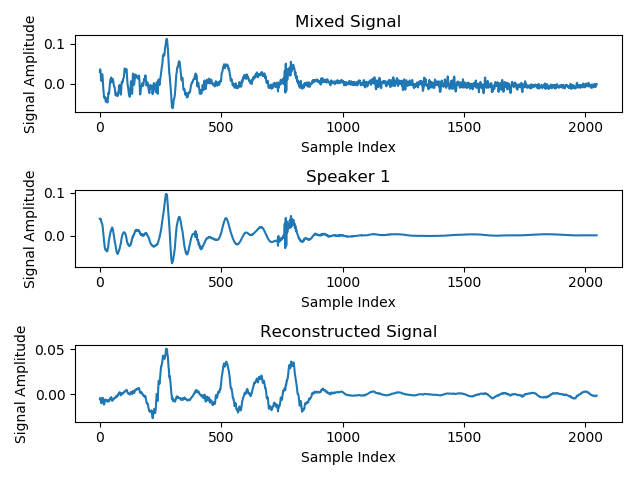 Mixed Signal
Signal Amplitude
0.1
0.0
0 500 1000 1500 2000
Sample Index
Speaker 1
Signal Amplitude
0.1
0.0
0 500 1000 1500 2000
Sample Index
Reconstructed Signal
Signal Amplitude
0.05
0.00
0 500 1000 1500 2000
Sample Index